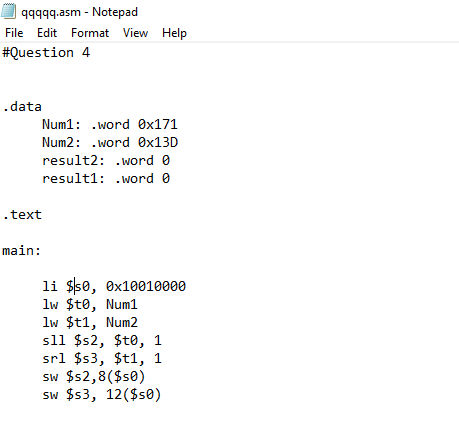 qqqqq.asm - Notepad
File Edit Format View Help
#Question 4
.data
Num1: .word 0x171
Num2: .word 0x13D
result2: .word 0
result1: .word 0
.text
main:
li $s0, 0x10010000
lw $t0, Num1
lw $t1, Num2
sll $s2, $t0, 1
srl $s3, $t1, 1
sw $s2,8($s0)
sw $s3, 12($s0)